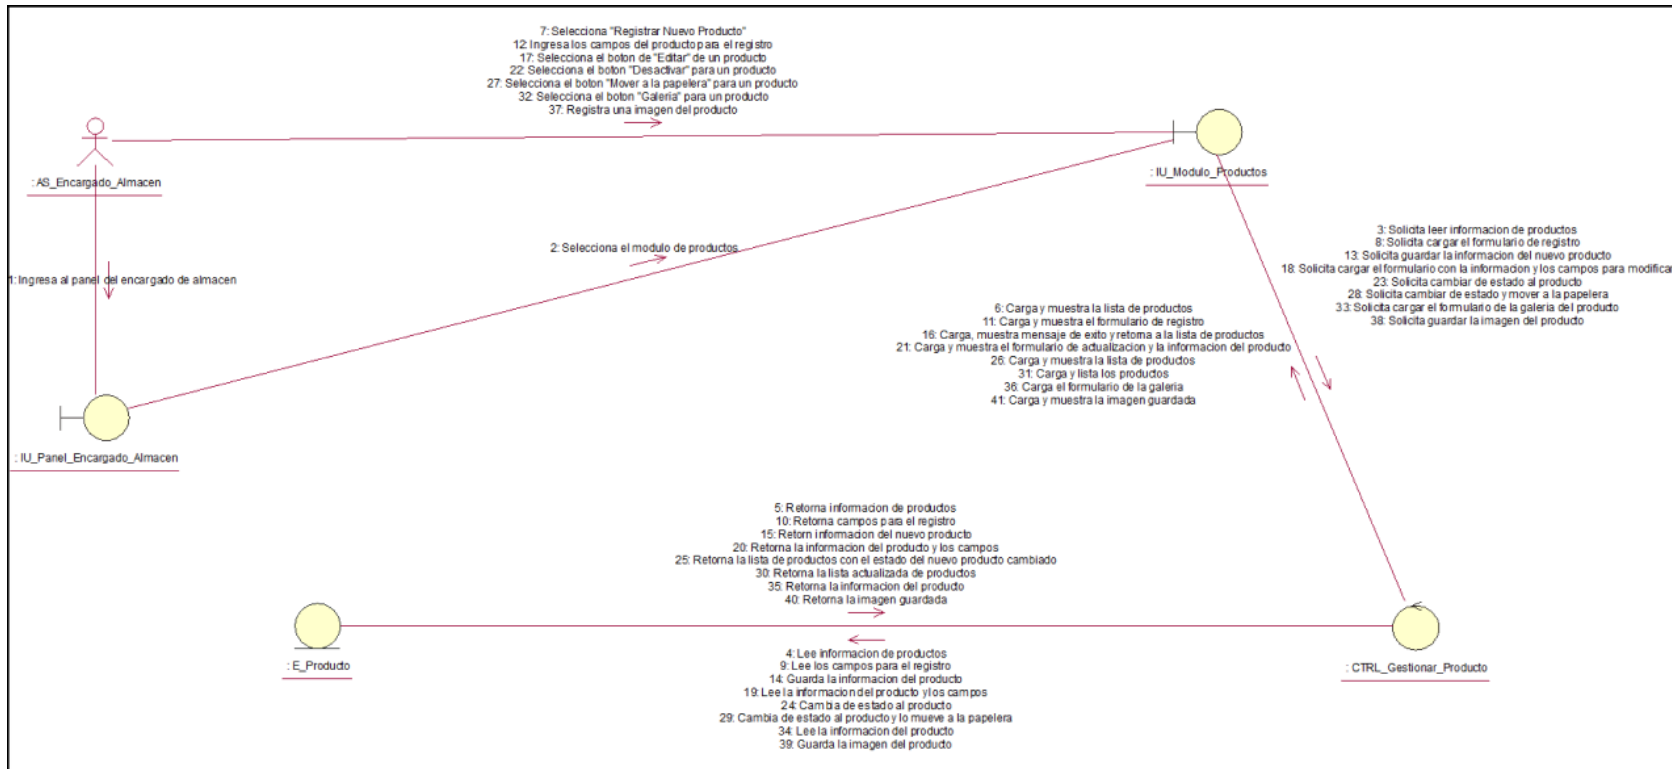 7: Selecciona "Registrar Nuevo Producto"
12: Ingresa los campos del producto para el registro
17: Selecciona el boton de "Editar" de un producto
22: Selecciona el boton "Desactivar" para un producto
27: Selecciona el boton "Mover a la papelera" para un producto
32: Selecciona el boton "Galeria" para un producto
37: Registra una imagen del producto
: AS_Encargado_Almacen
: IU_Modulo_Productos
2: Selecciona el modulo de productos
1: Ingresa al panel del encargado de almacen
3: Solicita leer informacion de productos
8: Solicita cargar el formulario de registro
13: Solicita guardar la informacion del nuevo producto
18: Solicita cargar el formulario con la informacion y los campos para modificar
23: Solicita cambiar de estado al producto
28: Solicita cambiar de estado y mover a la papelera
33: Solicita cargar el formulario de la galeria del producto
38: Solicita guardar la imagen del producto
6: Carga y muestra la lista de productos
11: Carga y muestra el formulario de registro
16: Carga, muestra mensaje de exito y retorna a la lista de productos
21: Carga y muestra el formulario de actualizacion y la informacion del producto
26: Carga y muestra la lista de productos
31: Carga y lista los productos
36: Carga el formulario de la galeria
41: Carga y muestra la imagen guardada
: IU_Panel_Encargado_Almacen
5: Retorna informacion de productos
10: Retorna campos para el registro
15: Retorn informacion del nuevo producto
20: Retorna la informacion del producto y los campos
25: Retorna la lista de productos con el estado del nuevo producto cambiado
30: Retorna la lista actualizada de productos
35: Retorna la informacion del producto
40: Retorna la imagen guardada
: E_Producto
: CTRL_Gestionar_Producto
4: Lee informacion de productos
9: Lee los campos para el registro
14: Guarda la informacion del producto
19: Lee la informacion del producto y los campos
24: Cambia de estado al producto
29: Cambia de estado al producto y lo mueve a la papelera
34: Lee la informacion del producto
39: Guarda la imagen del producto